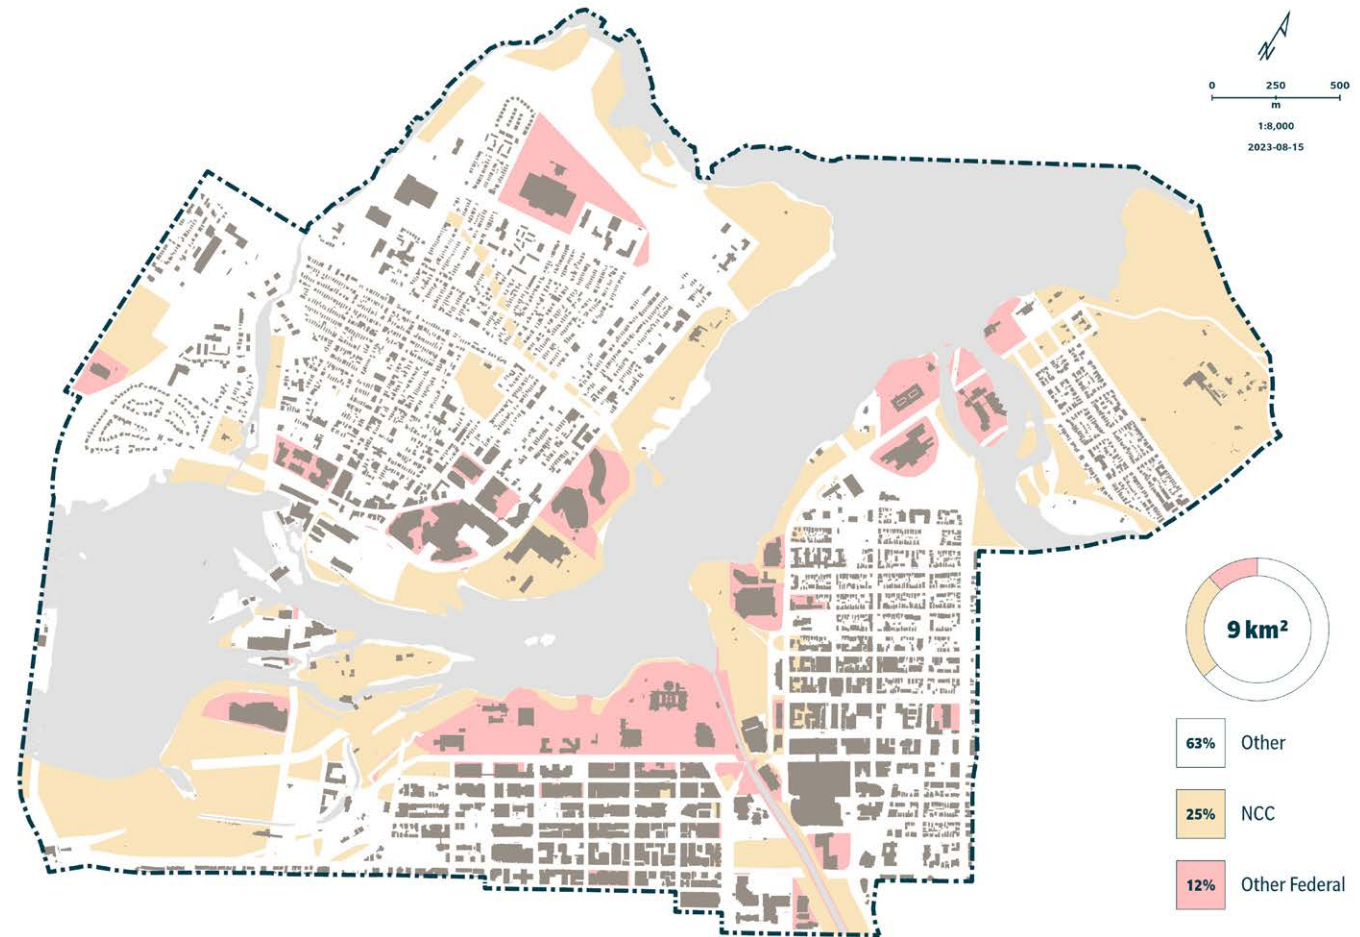 N
0 250 500
m
1:8,000
2023-08-15
9 km²
63% Other
25% NCC
12% Other Federal